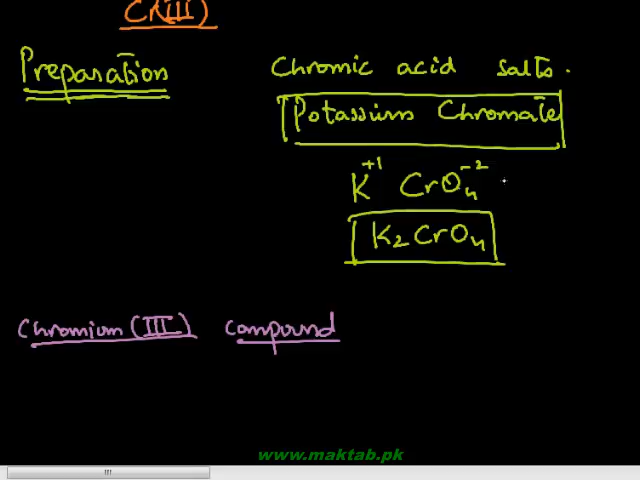 Cr(III)
Preparation
Chromic acid salts.
Potassium Chromate
K+1 CrO4-2
K2CrO4
Chromium (III) compound
www.maktab.pk